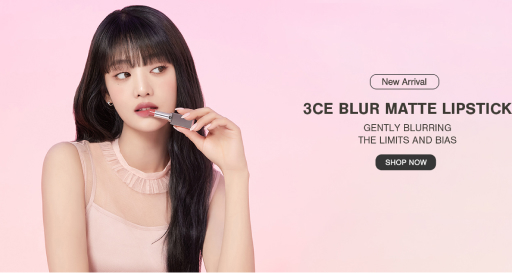 New Arrival
3CE BLUR MATTE LIPSTICK
GENTLY BLURRING
THE LIMITS AND BIAS
SHOP NOW